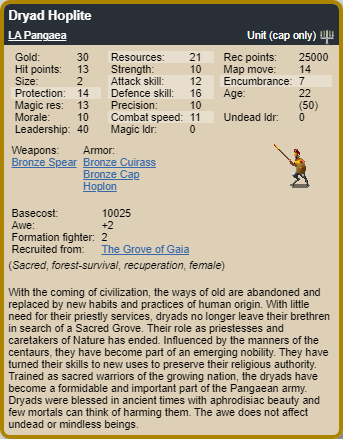 Dryad Hoplite
LA Pangaea Unit (cap only)
Gold: 30 Resources: 21 Rec points: 25000
Hit points: 13 Strength: 10 Map move: 14
Size: 2 Attack skill: 12 Encumbrance: 7
Protection: 14 Defence skill: 16 Age: 22
Magic res: 13 Precision: 10 (50)
Morale: 10 Combat speed: 11 Undead ldr: 0
Leadership: 40 Magic ldr: 0
Weapons: Armor:
Bronze Spear Bronze Cuirass
Bronze Cap
Hoplon
Basecost: 10025
Awe: +2
Formation fighter: 2
Recruited from: The Grove of Gaia
(Sacred, forest-survival, recuperation, female)
With the coming of civilization, the ways of old are abandoned and
replaced by new habits and practices of human origin. With little
need for their priestly services, dryads no longer leave their brethren
in search of a Sacred Grove. Their role as priestesses and
caretakers of Nature has ended. Influenced by the manners of the
centaurs, they have become part of an emerging nobility. They have
turned their skills to new uses to preserve their religious authority.
Trained as sacred warriors of the growing nation, the dryads have
become a formidable and important part of the Pangaean army.
Dryads were blessed in ancient times with aphrodisiac beauty and
few mortals can think of harming them. The awe does not affect
undead or mindless beings.